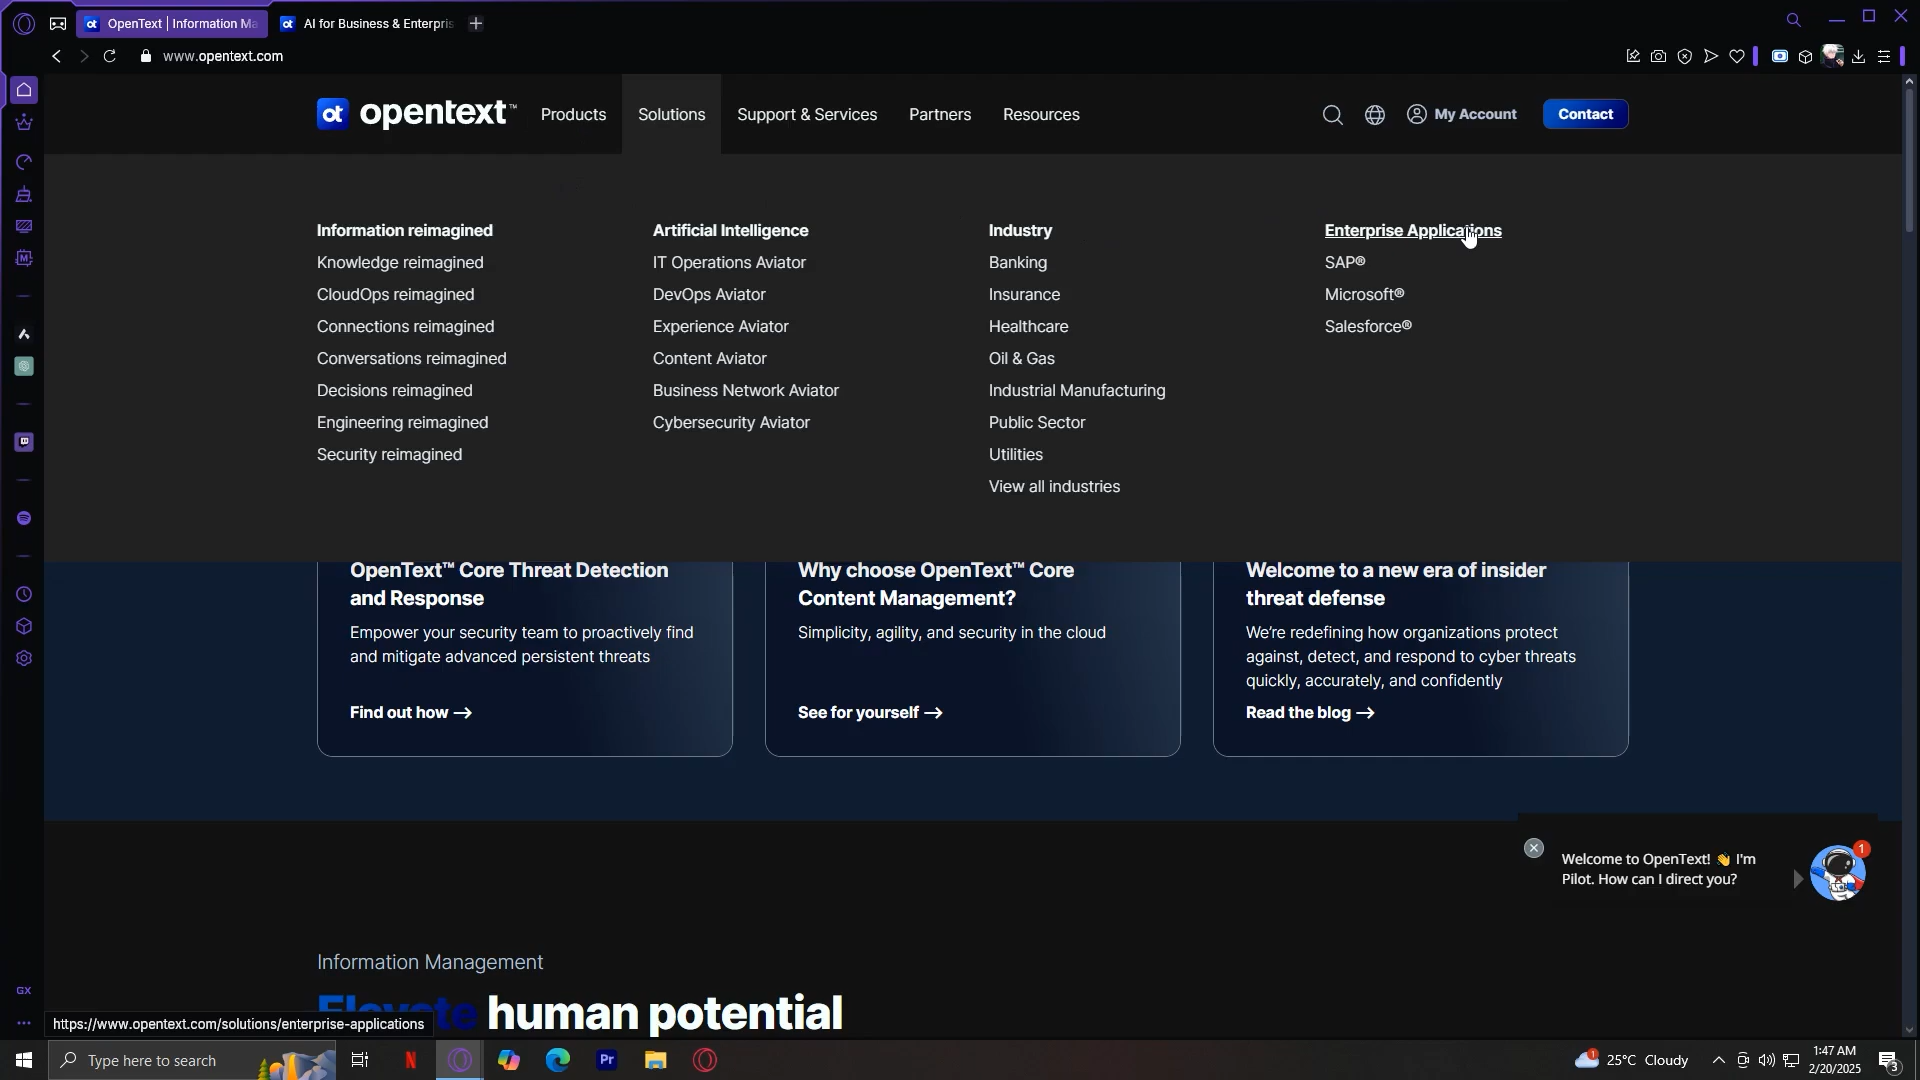 OpenText | Information Ma
AI for Business & Enterpris
www.opentext.com
opentext™
Products
Solutions
Support & Services
Partners
Resources
My Account
Contact
Information reimagined
Knowledge reimagined
CloudOps reimagined
Connections reimagined
Conversations reimagined
Decisions reimagined
Engineering reimagined
Security reimagined
Artificial Intelligence
IT Operations Aviator
DevOps Aviator
Experience Aviator
Content Aviator
Business Network Aviator
Cybersecurity Aviator
Industry
Banking
Insurance
Healthcare
Oil & Gas
Industrial Manufacturing
Public Sector
Utilities
View all industries
Enterprise Applications
SAP®
Microsoft®
Salesforce®
OpenText™ Core Threat Detection
and Response
Empower your security team to proactively find
and mitigate advanced persistent threats
Find out how →
Why choose OpenText™ Core
Content Management?
Simplicity, agility, and security in the cloud
See for yourself →
Welcome to a new era of insider
threat defense
We're redefining how organizations protect
against, detect, and respond to cyber threats
quickly, accurately, and confidently
Read the blog →
Welcome to OpenText! 👋 I'm
Pilot. How can I direct you?
1
Information Management
Elevate human potential
GX
https://www.opentext.com/solutions/enterprise-applications
Type here to search
Pr
1
25°C Cloudy
1:47 AM
2/20/2025
3